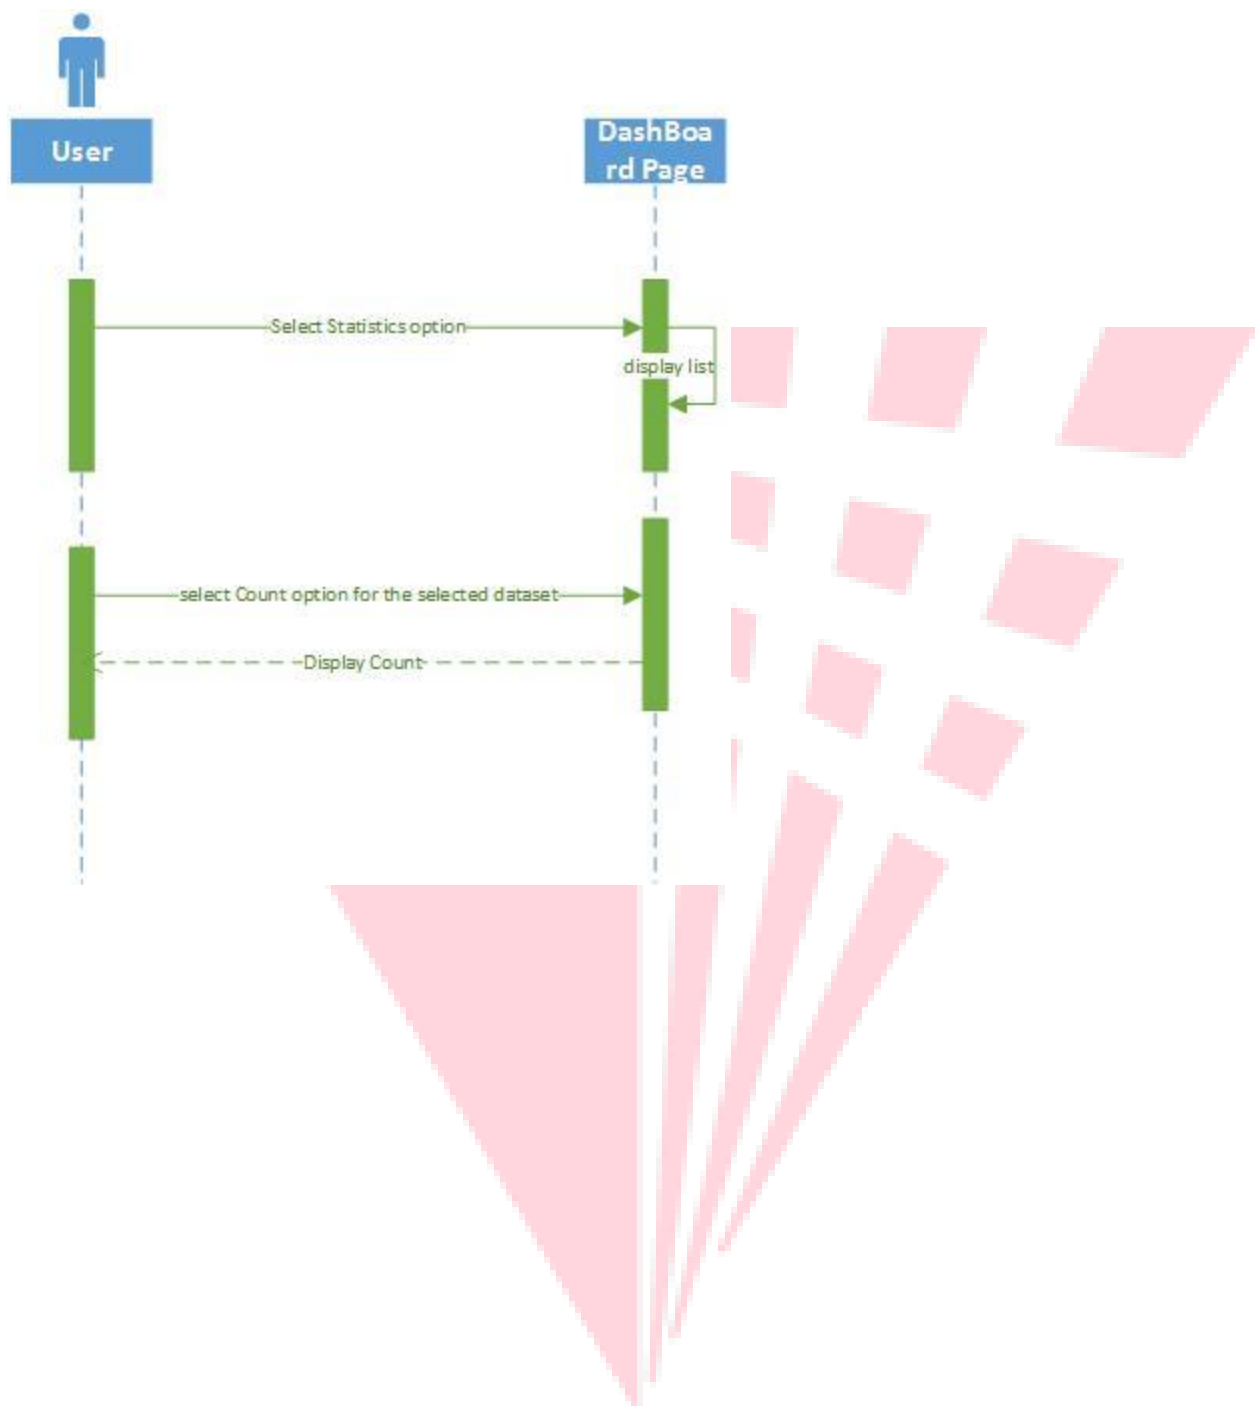 User
DashBoa
rd Page
Select Statistics option
display list
select Count option for the selected dataset
Display Count